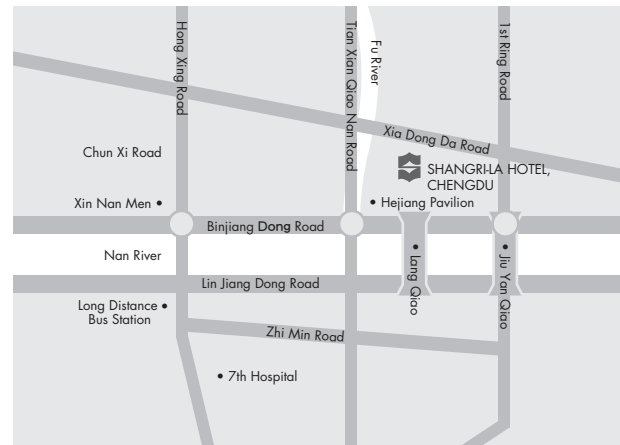 Hong Xing Road
Tian Xian Qiao Nan Road
Fu River
1st Ring Road
Xia Dong Da Road
Chun Xi Road
SHANGRI-LA HOTEL,
CHENGDU
Xin Nan Men
Hejiang Pavilion
Binjiang Dong Road
Nan River
Lang Qiao
Jiu Yan Qiao
Lin Jiang Dong Road
Long Distance
Bus Station
Zhi Min Road
7th Hospital